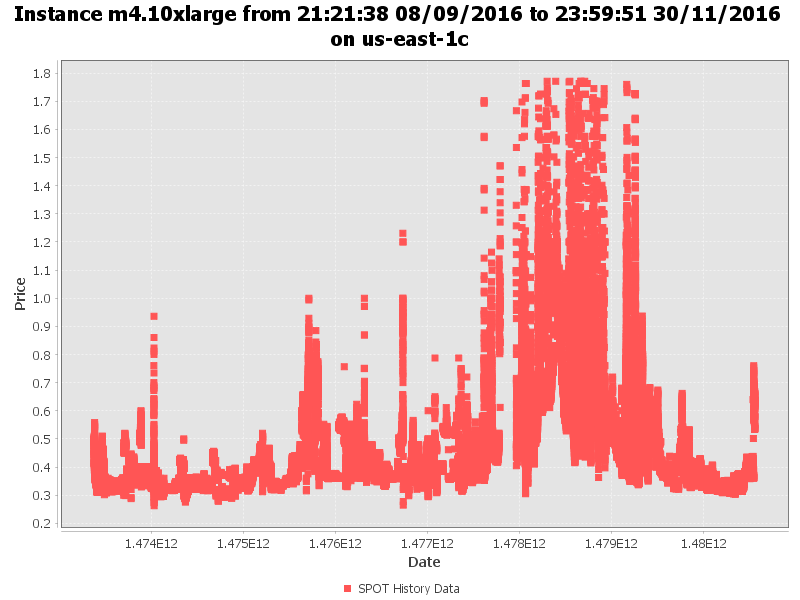 Instance m4.10xlarge from 21:21:38 08/09/2016 to 23:59:51 30/11/2016
on us-east-1c
1.8
1.7
1.6
1.5
1.4
1.3
1.2
1.1
1.0
0.9
0.8
0.7
0.6
0.5
0.4
0.3
0.2
Price
1.474E12 1.475E12 1.476E12 1.477E12 1.478E12 1.479E12 1.48E12
Date
SPOT History Data